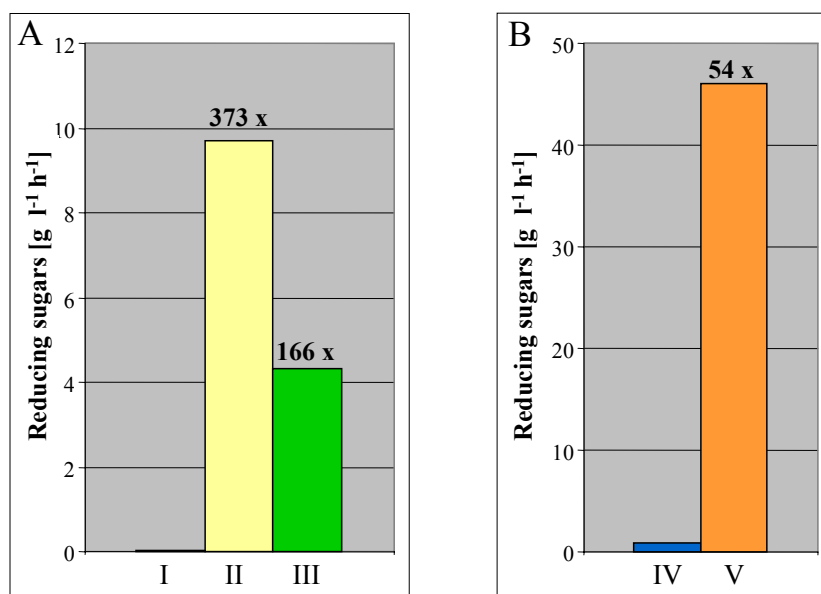 A
Reducing sugars [g l⁻¹ h⁻¹]
12
10
8
6
4
2
0
373 x
166 x
I II III
B
Reducing sugars [g l⁻¹ h⁻¹]
50
40
30
20
10
0
54 x
IV V